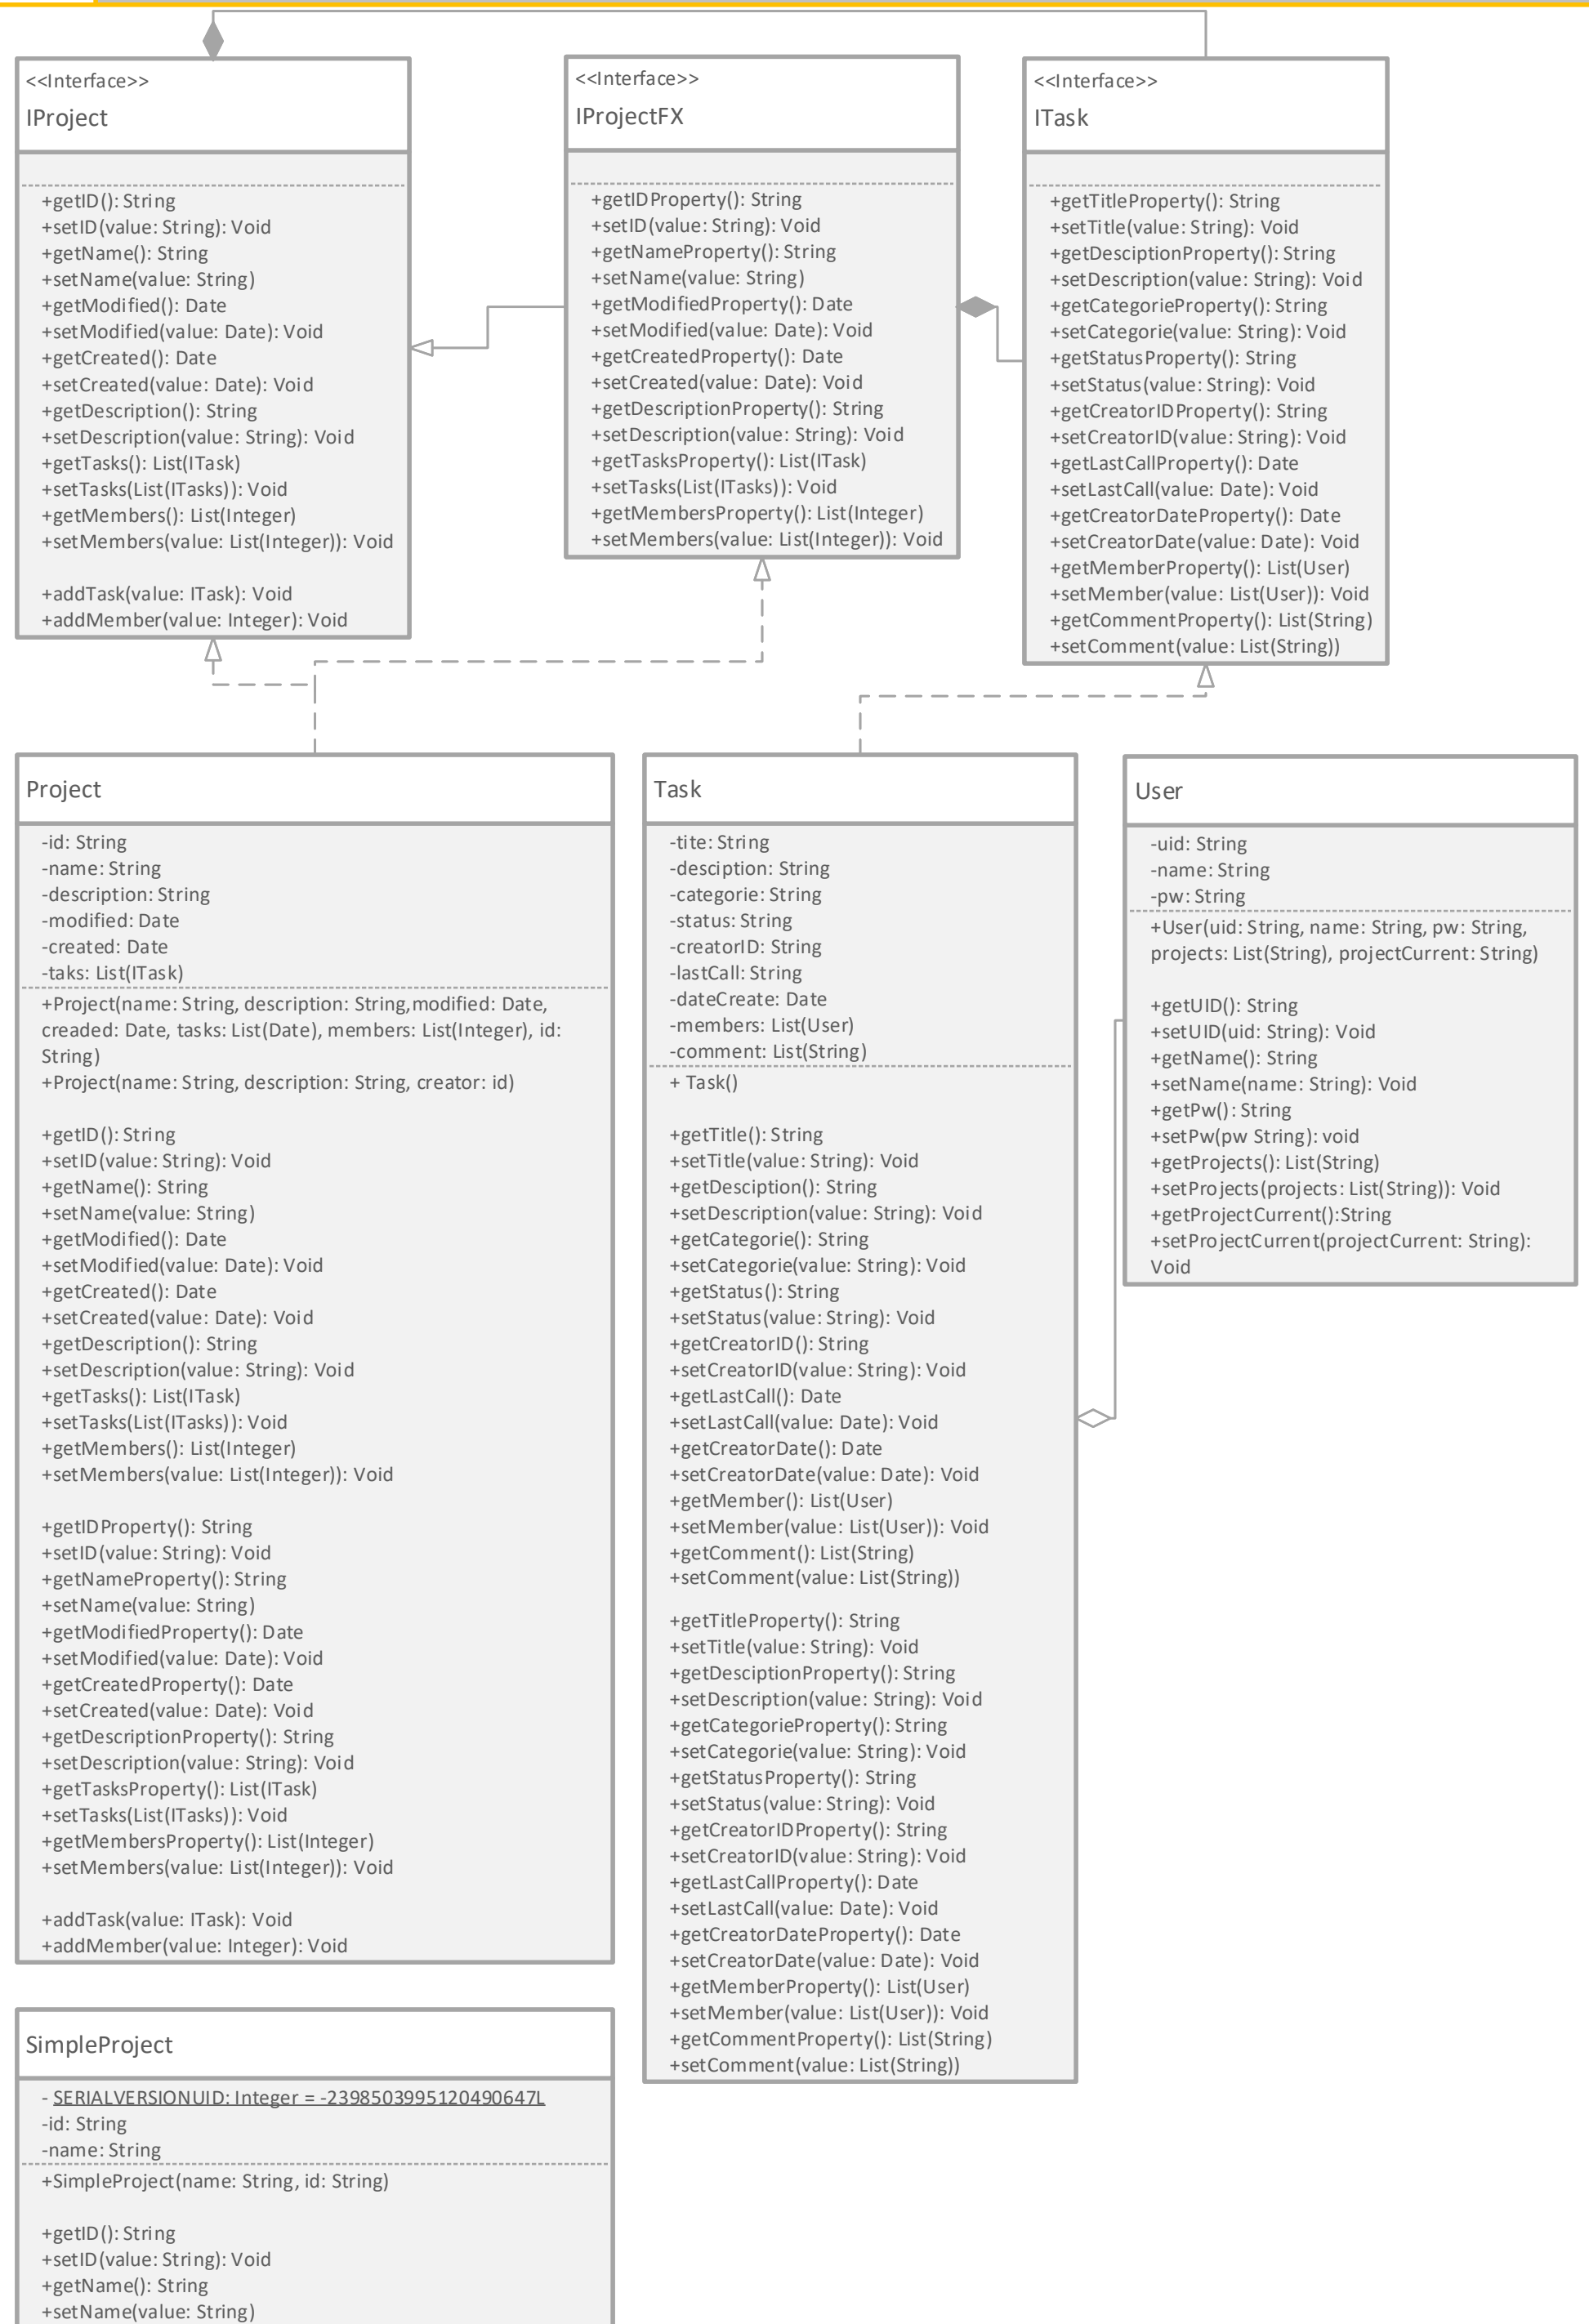 <<Interface>>
IProject
+getID(): String
+setID(value: String): Void
+getName(): String
+setName(value: String)
+getModified(): Date
+setModified(value: Date): Void
+getCreated(): Date
+setCreated(value: Date): Void
+getDescription(): String
+setDescription(value: String): Void
+getTasks(): List(ITask)
+setTasks(List(ITasks)): Void
+getMembers(): List(Integer)
+setMembers(value: List(Integer)): Void
+addTask(value: ITask): Void
+addMember(value: Integer): Void
<<Interface>>
IProjectFX
+getIDProperty(): String
+setID(value: String): Void
+getNameProperty(): String
+setName(value: String)
+getModifiedProperty(): Date
+setModified(value: Date): Void
+getCreatedProperty(): Date
+setCreated(value: Date): Void
+getDescriptionProperty(): String
+setDescription(value: String): Void
+getTasksProperty(): List(ITask)
+setTasks(List(ITasks)): Void
+getMembersProperty(): List(Integer)
+setMembers(value: List(Integer)): Void
<<Interface>>
ITask
+getTitleProperty(): String
+setTitle(value: String): Void
+getDesciptionProperty(): String
+setDescription(value: String): Void
+getCategorieProperty(): String
+setCategorie(value: String): Void
+getStatusProperty(): String
+setStatus(value: String): Void
+getCreatorIDProperty(): String
+setCreatorID(value: String): Void
+getLastCallProperty(): Date
+setLastCall(value: Date): Void
+getCreatorDateProperty(): Date
+setCreatorDate(value: Date): Void
+getMemberProperty(): List(User)
+setMember(value: List(User)): Void
+getCommentProperty(): List(String)
+setComment(value: List(String))
Project
-id: String
-name: String
-description: String
-modified: Date
-created: Date
-taks: List(ITask)
+Project(name: String, description: String,modified: Date,
creaded: Date, tasks: List(Date), members: List(Integer), id:
String)
+Project(name: String, description: String, creator: id)
+getID(): String
+setID(value: String): Void
+getName(): String
+setName(value: String)
+getModified(): Date
+setModified(value: Date): Void
+getCreated(): Date
+setCreated(value: Date): Void
+getDescription(): String
+setDescription(value: String): Void
+getTasks(): List(ITask)
+setTasks(List(ITasks)): Void
+getMembers(): List(Integer)
+setMembers(value: List(Integer)): Void
+getIDProperty(): String
+setID(value: String): Void
+getNameProperty(): String
+setName(value: String)
+getModifiedProperty(): Date
+setModified(value: Date): Void
+getCreatedProperty(): Date
+setCreated(value: Date): Void
+getDescriptionProperty(): String
+setDescription(value: String): Void
+getTasksProperty(): List(ITask)
+setTasks(List(ITasks)): Void
+getMembersProperty(): List(Integer)
+setMembers(value: List(Integer)): Void
+addTask(value: ITask): Void
+addMember(value: Integer): Void
Task
-tite: String
-desciption: String
-categorie: String
-status: String
-creatorID: String
-lastCall: String
-dateCreate: Date
-members: List(User)
-comment: List(String)
+ Task()
+getTitle(): String
+setTitle(value: String): Void
+getDesciption(): String
+setDescription(value: String): Void
+getCategorie(): String
+setCategorie(value: String): Void
+getStatus(): String
+setStatus(value: String): Void
+getCreatorID(): String
+setCreatorID(value: String): Void
+getLastCall(): Date
+setLastCall(value: Date): Void
+getCreatorDate(): Date
+setCreatorDate(value: Date): Void
+getMember(): List(User)
+setMember(value: List(User)): Void
+getComment(): List(String)
+setComment(value: List(String))
+getTitleProperty(): String
+setTitle(value: String): Void
+getDesciptionProperty(): String
+setDescription(value: String): Void
+getCategorieProperty(): String
+setCategorie(value: String): Void
+getStatusProperty(): String
+setStatus(value: String): Void
+getCreatorIDProperty(): String
+setCreatorID(value: String): Void
+getLastCallProperty(): Date
+setLastCall(value: Date): Void
+getCreatorDateProperty(): Date
+setCreatorDate(value: Date): Void
+getMemberProperty(): List(User)
+setMember(value: List(User)): Void
+getCommentProperty(): List(String)
+setComment(value: List(String))
User
-uid: String
-name: String
-pw: String
+User(uid: String, name: String, pw: String,
projects: List(String), projectCurrent: String)
+getUID(): String
+setUID(uid: String): Void
+getName(): String
+setName(name: String): Void
+getPw(): String
+setPw(pw String): void
+getProjects(): List(String)
+setProjects(projects: List(String)): Void
+getProjectCurrent():String
+setProjectCurrent(projectCurrent: String):
Void
SimpleProject
- SERIALVERSIONUID: Integer = -2398503995120490647L
-id: String
-name: String
+SimpleProject(name: String, id: String)
+getID(): String
+setID(value: String): Void
+getName(): String
+setName(value: String)